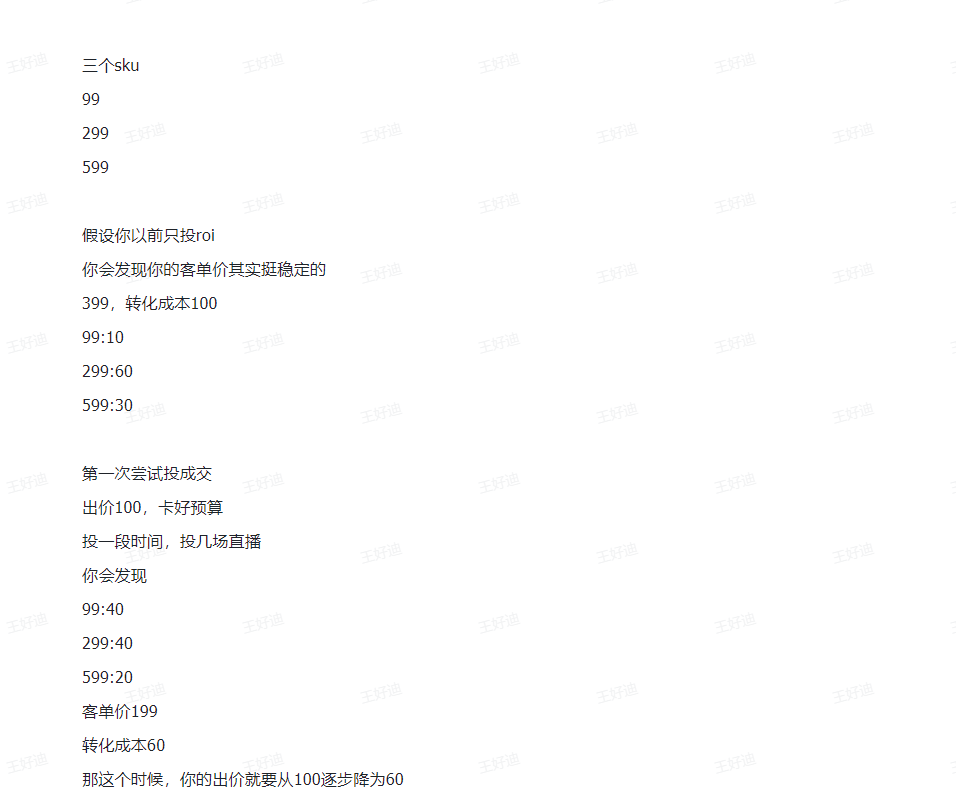 三个sku
99
299
599
假设你以前只投roi
你会发现你的客单价其实挺稳定的
399，转化成本100
99:10
299:60
599:30
第一次尝试投成交
出价100，卡好预算
投一段时间，投几场直播
你会发现
99:40
299:40
599:20
客单价199
转化成本60
那这个时候，你的出价就要从100逐步降为60
王好迪